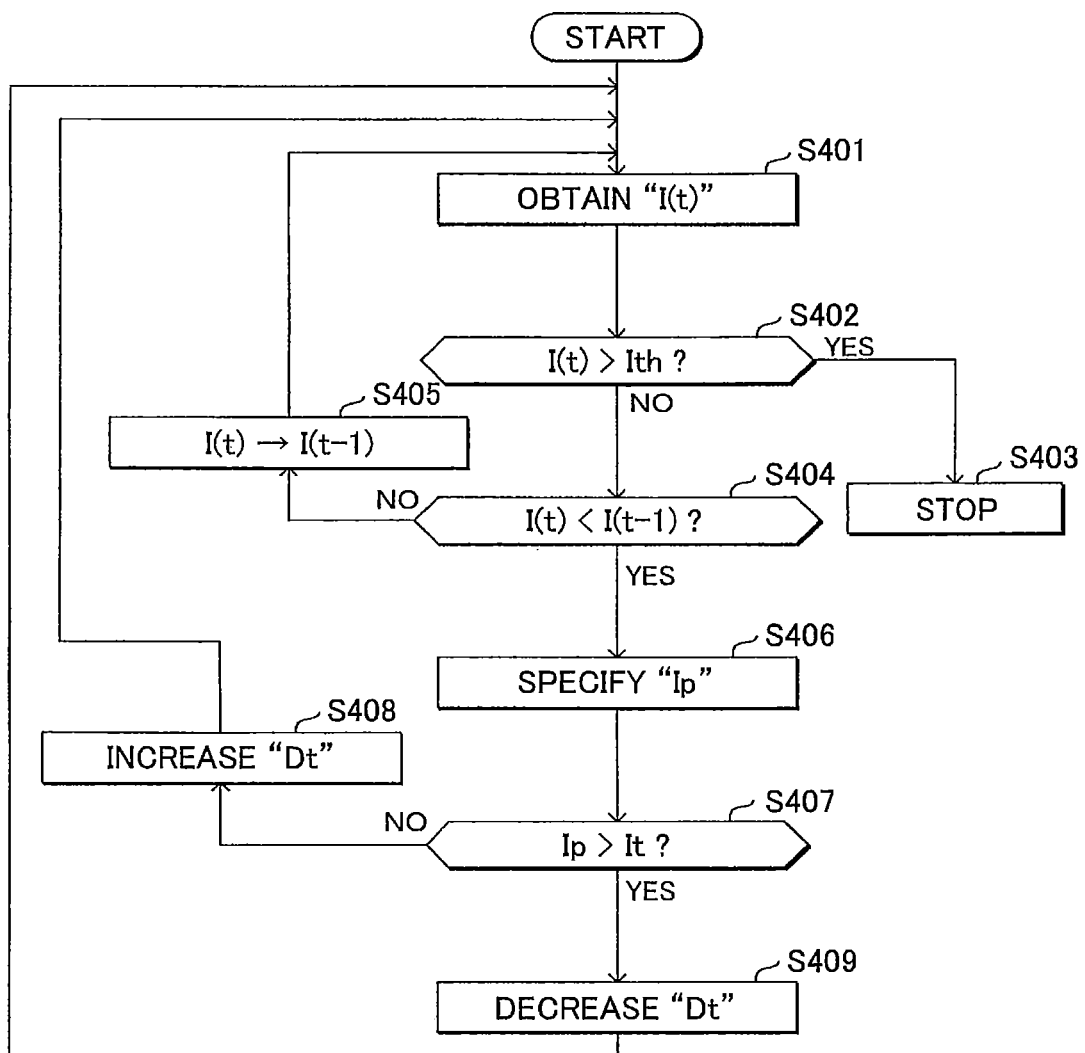 START
S401
OBTAIN “I(t)”
S402
I(t) > Ith ?
YES
NO
S405
I(t) → I(t−1)
S404
NO
I(t) < I(t−1) ?
YES
S403
STOP
S406
SPECIFY “Ip”
S408
INCREASE “Dt”
S407
NO
Ip > It ?
YES
S409
DECREASE “Dt”